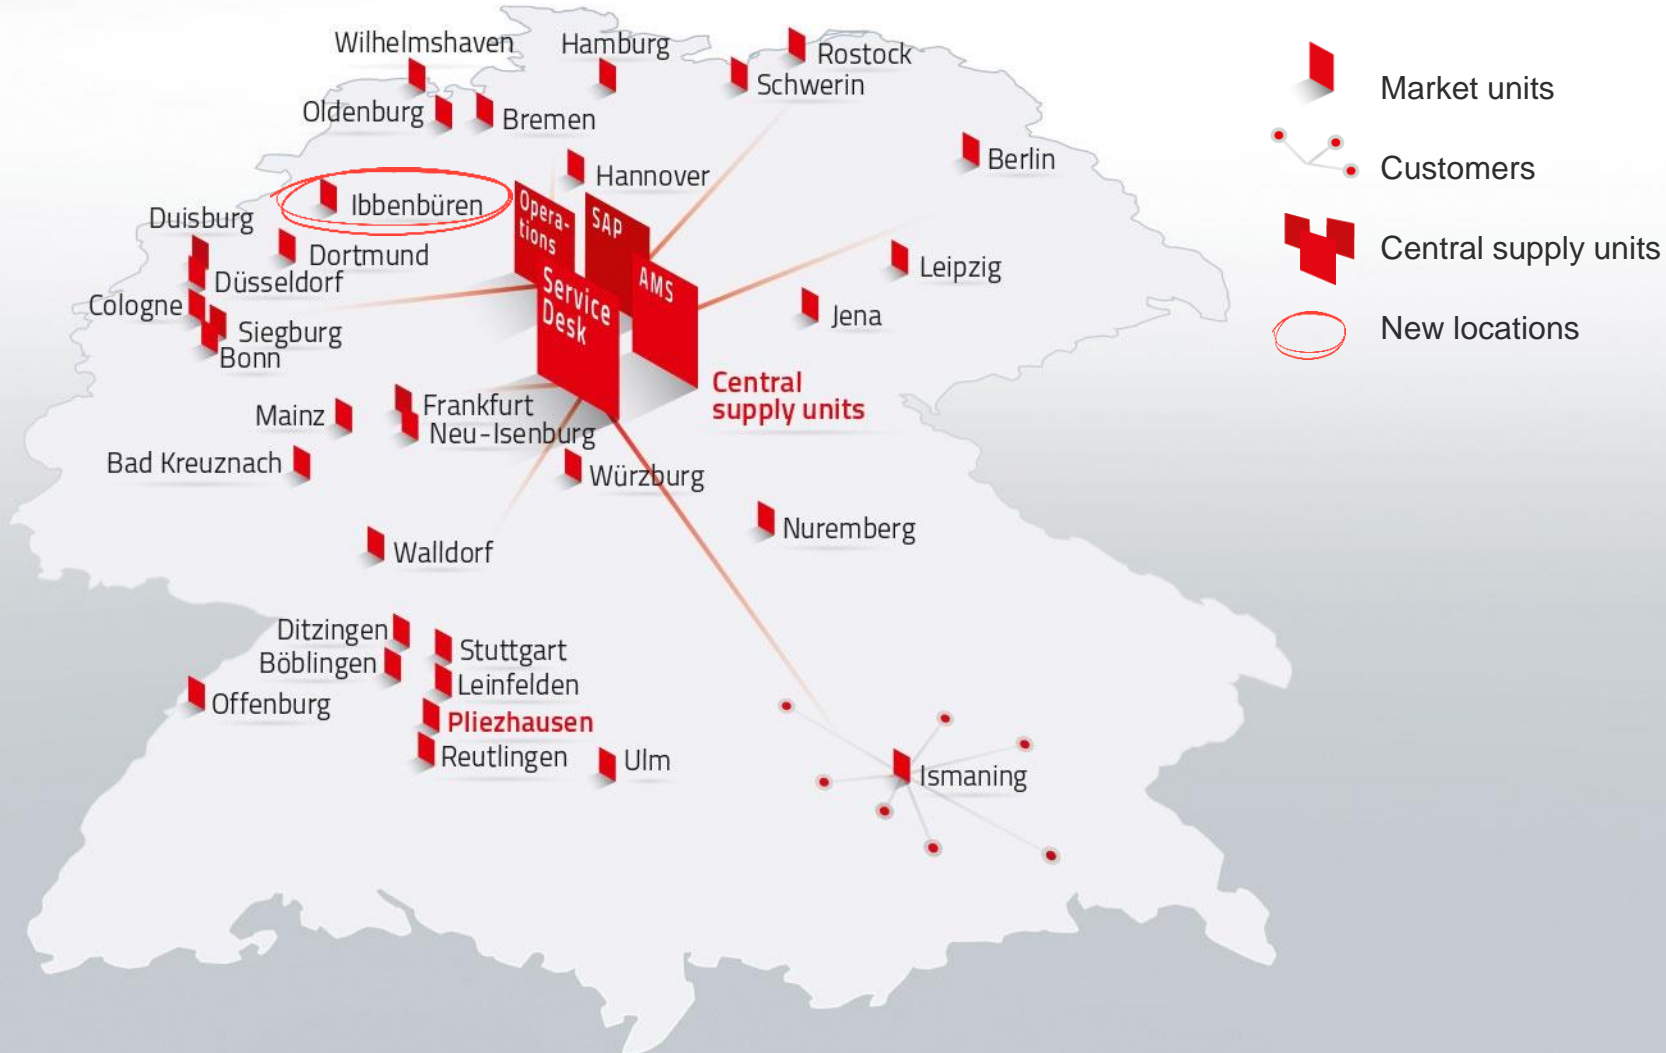 Wilhelmshaven
Hamburg
Rostock
Schwerin
Oldenburg
Bremen
Berlin
Hannover
Ibbenbüren
Duisburg
Dortmund
Düsseldorf
Cologne
Siegburg
Bonn
Opera-
tions
SAP
AMS
Service
Desk
Leipzig
Jena
Central
supply units
Mainz
Frankfurt
Neu-Isenburg
Bad Kreuznach
Würzburg
Nuremberg
Walldorf
Ditzingen
Stuttgart
Böblingen
Leinfelden
Offenburg
Pliezhausen
Reutlingen
Ulm
Ismaning
Market units
Customers
Central supply units
New locations